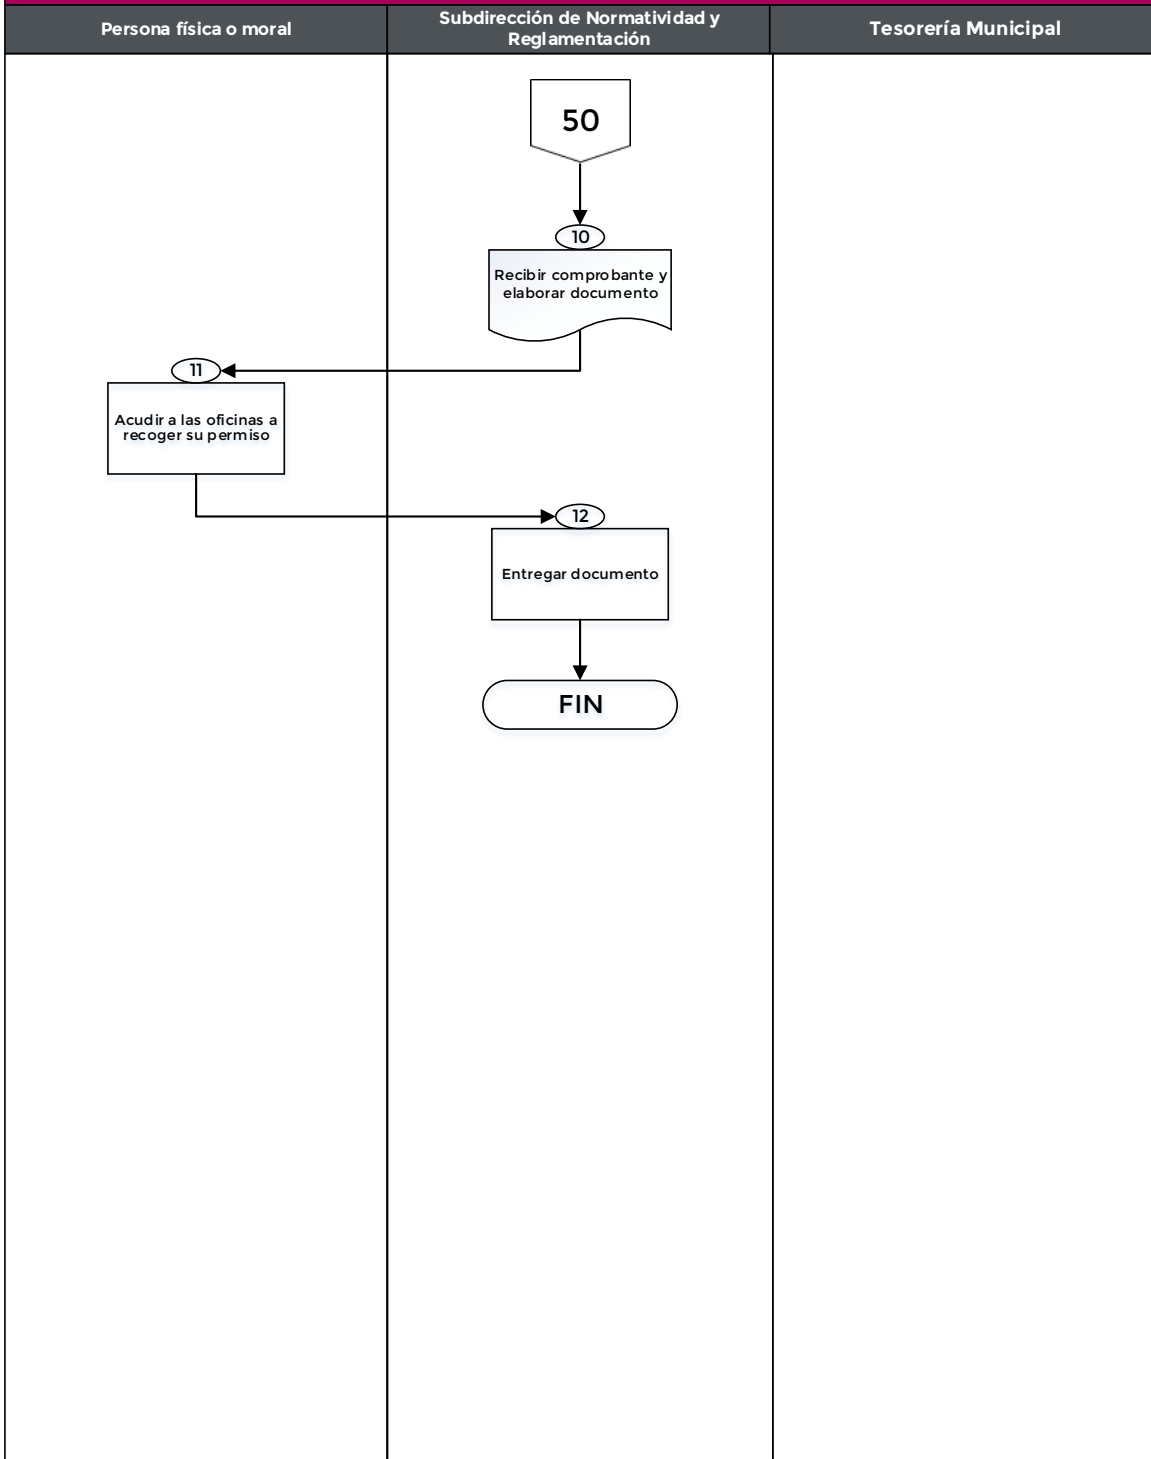 Persona física o moral
Subdirección de Normatividad y
Reglamentación
Tesorería Municipal
50
10
Recibir comprobante y
elaborar documento
11
Acudir a las oficinas a
recoger su permiso
12
Entregar documento
FIN